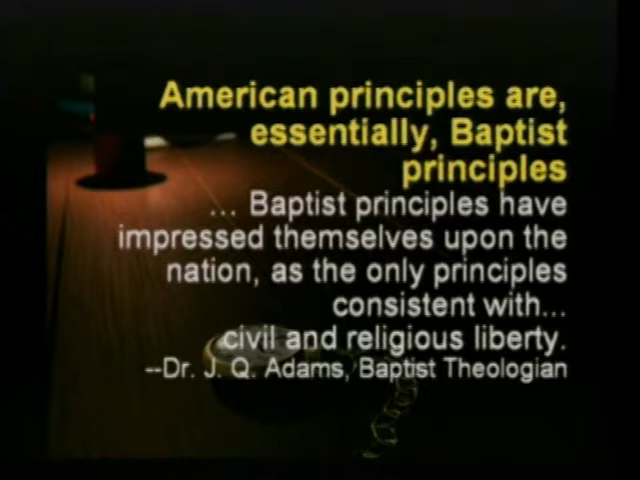 American principles are,
essentially, Baptist
principles
... Baptist principles have
impressed themselves upon the
nation, as the only principles
consistent with...
civil and religious liberty.
--Dr. J. Q. Adams, Baptist Theologian